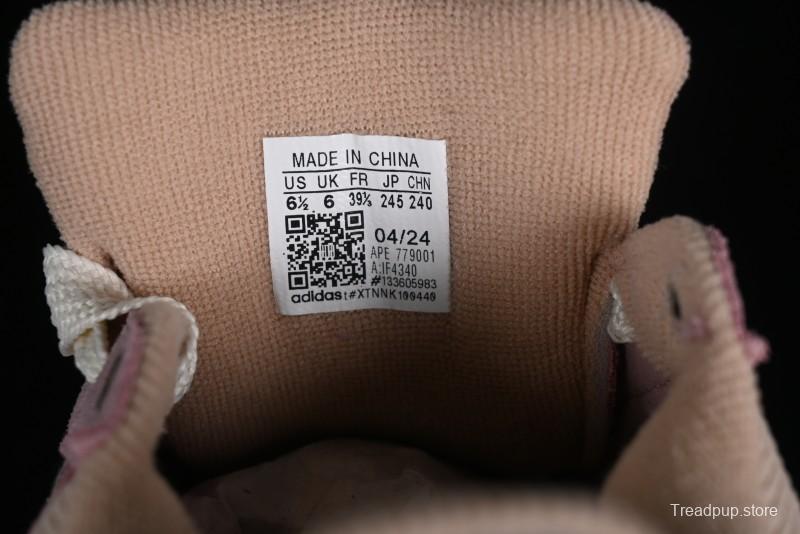 MADE IN CHINA
US UK FR JP CHN
6½ 6 39⅓ 245 240
04/24
APE 779001
A:IF4340
#133605983
adidas t#XTNNK100440
Treadpup.store